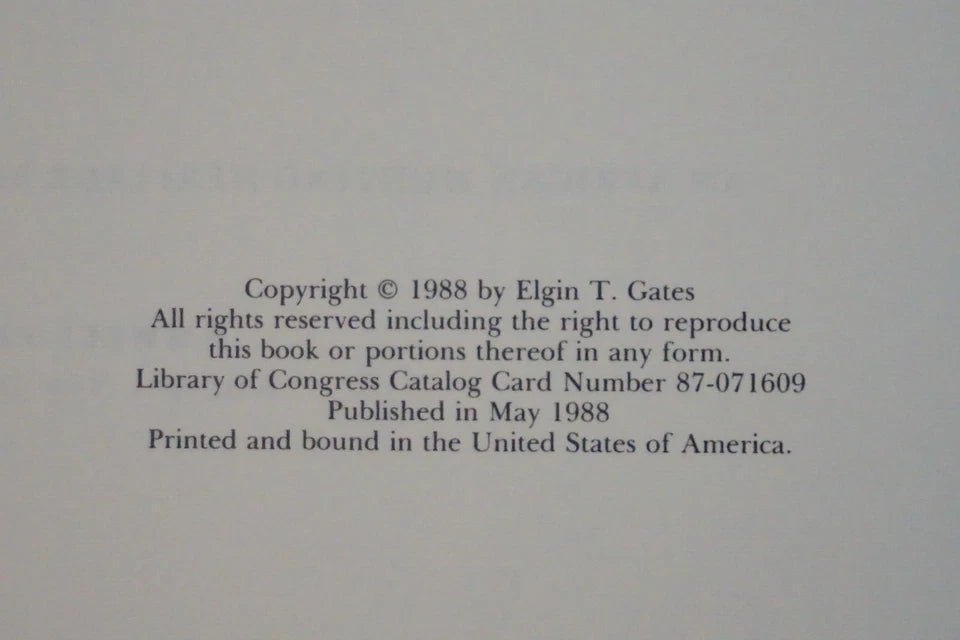 Copyright © 1988 by Elgin T. Gates
All rights reserved including the right to reproduce
this book or portions thereof in any form.
Library of Congress Catalog Card Number 87-071609
Published in May 1988
Printed and bound in the United States of America.